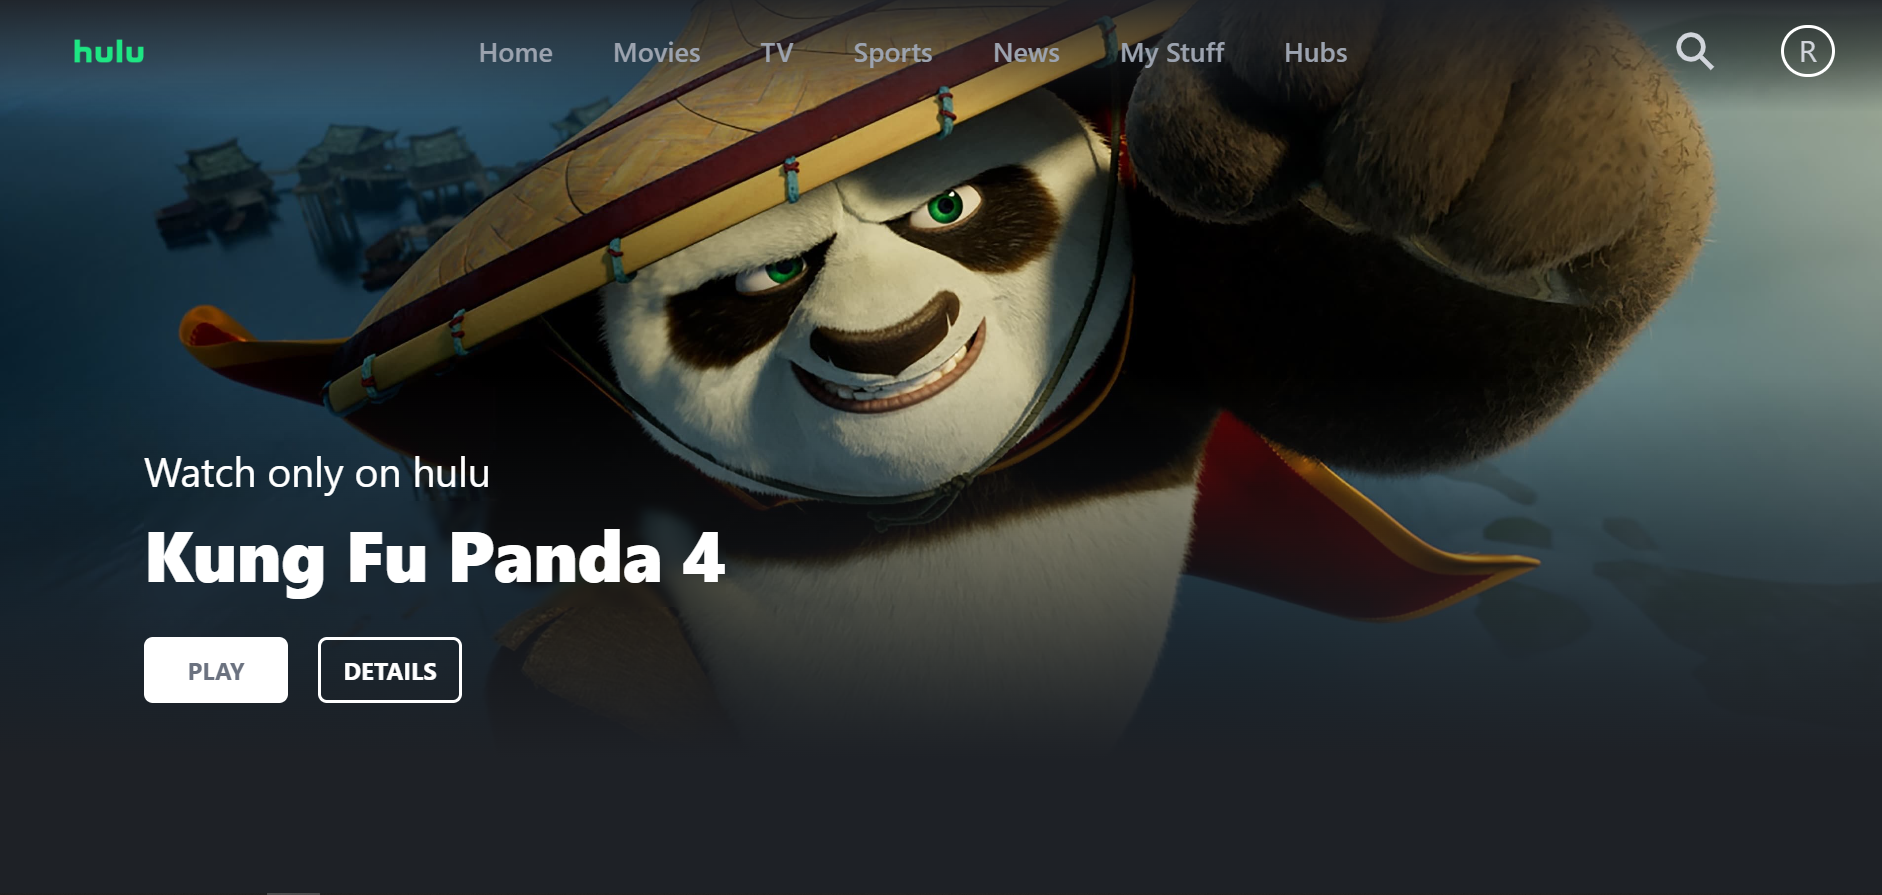 hulu
Home Movies TV Sports News My Stuff Hubs
R
Watch only on hulu
Kung Fu Panda 4
PLAY DETAILS